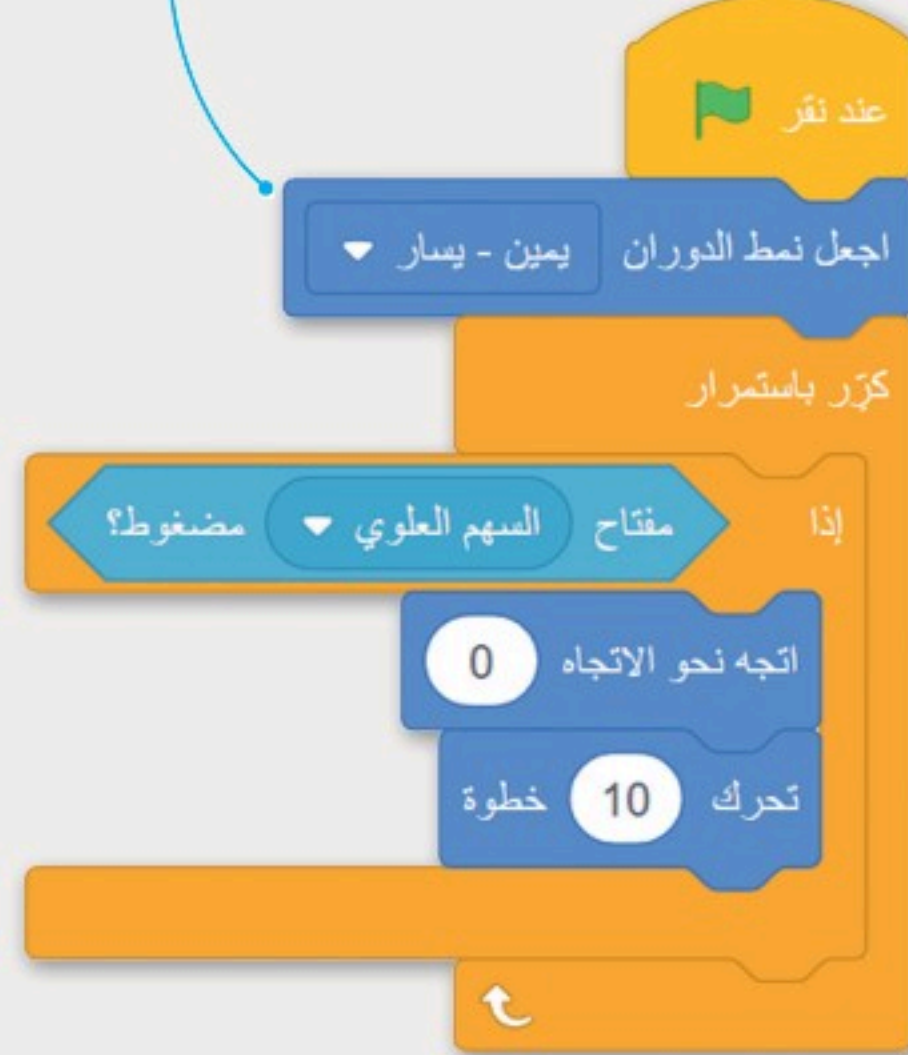 عند نقر
اجعل نمط الدوران يمين - يسار
كرّر باستمرار
إذا مفتاح السهم العلوي مضغوط؟
اتجه نحو الاتجاه 0
تحرك 10 خطوة